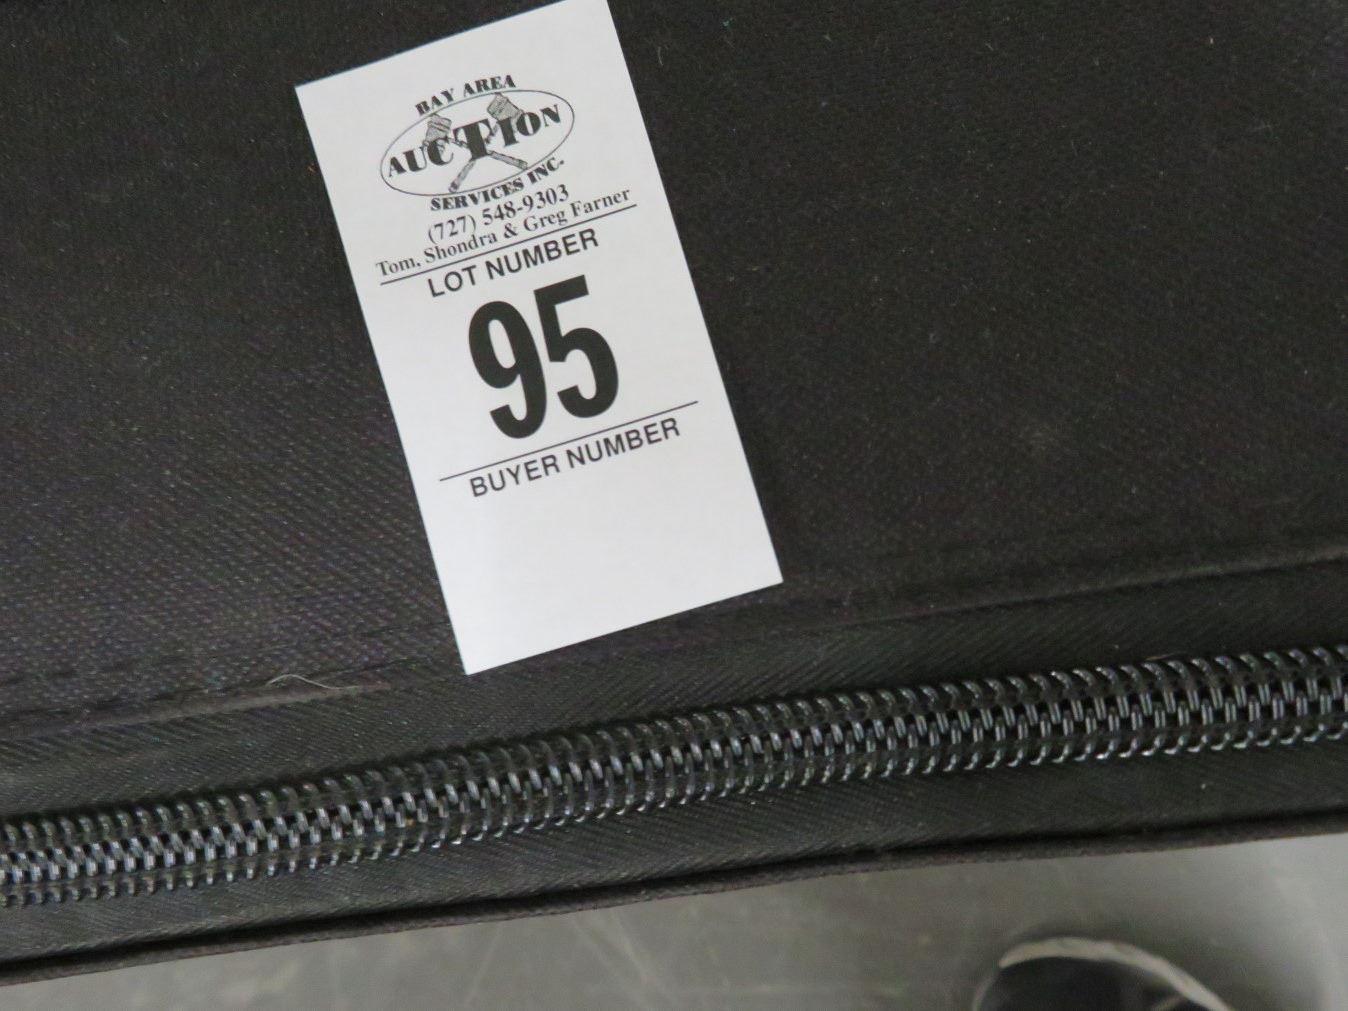 BAY AREA
AUCTION
SERVICES INC.
(727) 548-9303
Tom, Shondra & Greg Farner
LOT NUMBER
95
BUYER NUMBER